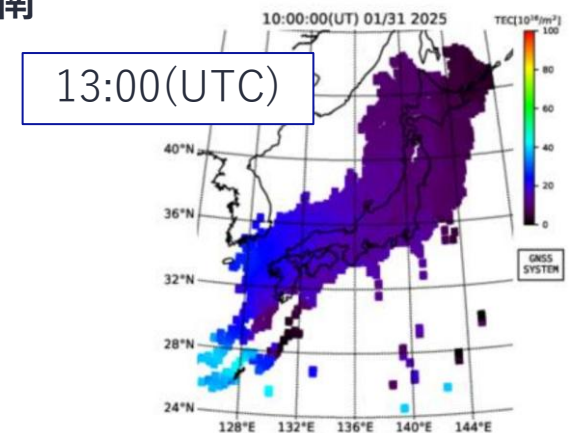 南
10:00:00(UT) 01/31 2025
TEC[10¹⁶/m²]
13:00(UTC)
100
80
60
40
20
0
40°N
36°N
32°N
28°N
24°N
GNSS
SYSTEM
128°E 132°E 136°E 140°E 144°E